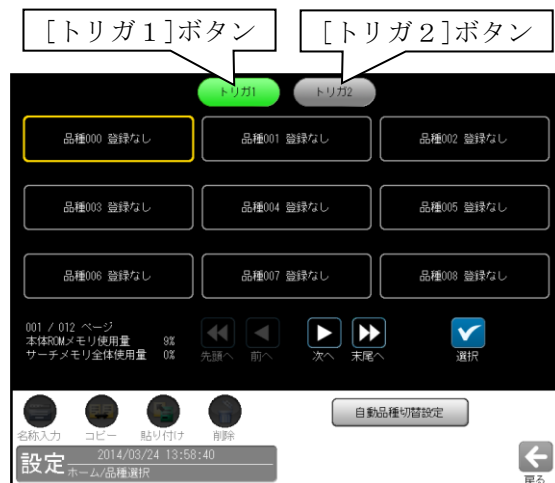 [トリガ1]ボタン
[トリガ2]ボタン
トリガ1
トリガ2
品種000 登録なし
品種001 登録なし
品種002 登録なし
品種003 登録なし
品種004 登録なし
品種005 登録なし
品種006 登録なし
品種007 登録なし
品種008 登録なし
001 / 012 ページ
本体ROMメモリ使用量 9%
サーチメモリ全体使用量 0%
先頭へ
前へ
次へ
末尾へ
選択
名称入力
コピー
貼り付け
削除
自動品種切替設定
設定
2014/03/24 13:58:40
ホーム/品種選択
戻る